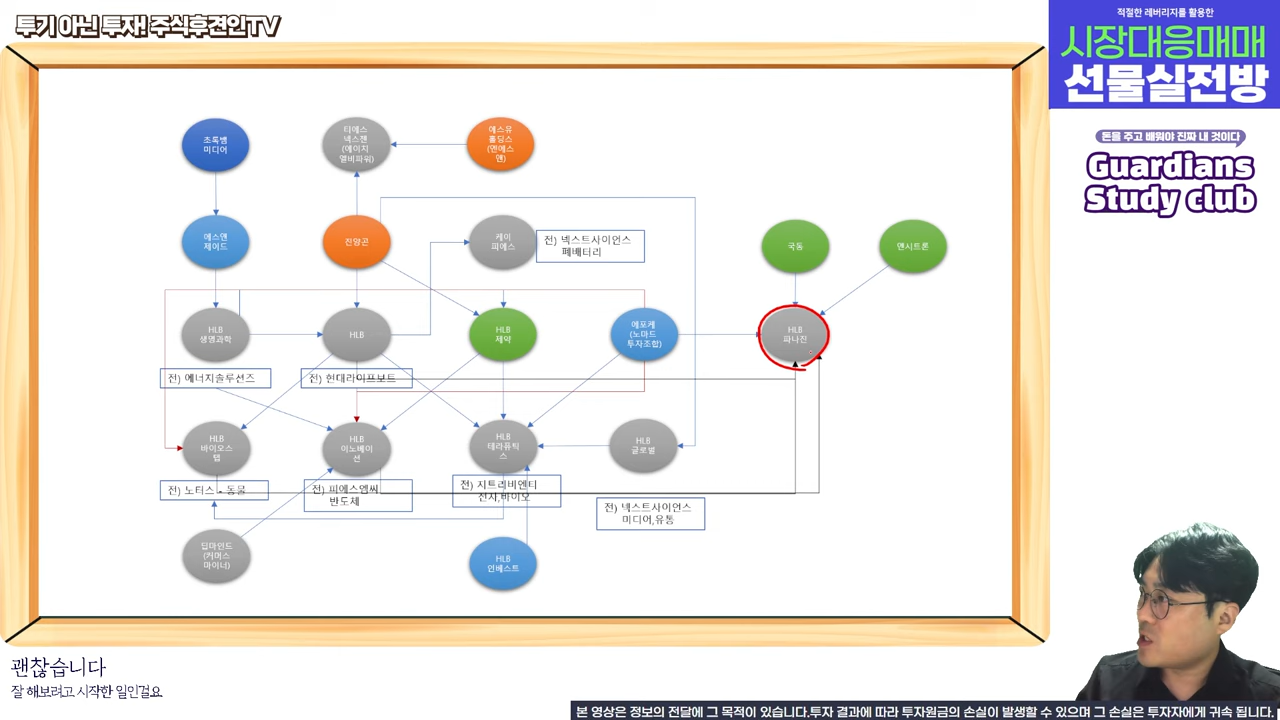 투기 아닌 투재! 주식후견인TV
적절한 레버리지를 활용한
시장대응매매
선물실전방
돈을 주고 배워야 진짜 내 것이다
Guardians
Study club
초록뱀
미디어
티에스
넥스젠
(에이치
엘비파워)
에스유
홀딩스
(앤에스
엔)
에스맨
제이드
진양곤
케이
피에스
전) 넥스트사이언스
폐배터리
국동
맨시트론
HLB
생명과학
HLB
HLB
제약
에포케
(노마드
투자조합)
HLB
파나진
전) 에너지솔루션즈
전) 현대라이프보트
HLB
바이오스
텝
HLB
이노베이
션
HLB
테라퓨틱
스
HLB
글로벌
전) 노터스 - 동물
전) 피에스엠씨
반도체
전) 지트리비앤티
전자,바이오
전) 넥스트사이언스
미디어,유통
딥마인드
(커머스
마이너)
HLB
인베스트
괜찮습니다
잘 해보려고 시작한 일인걸요
본 영상은 정보의 전달에 그 목적이 있습니다.투자 결과에 따라 투자원금의 손실이 발생할 수 있으며 그 손실은 투자자에게 귀속 됩니다.